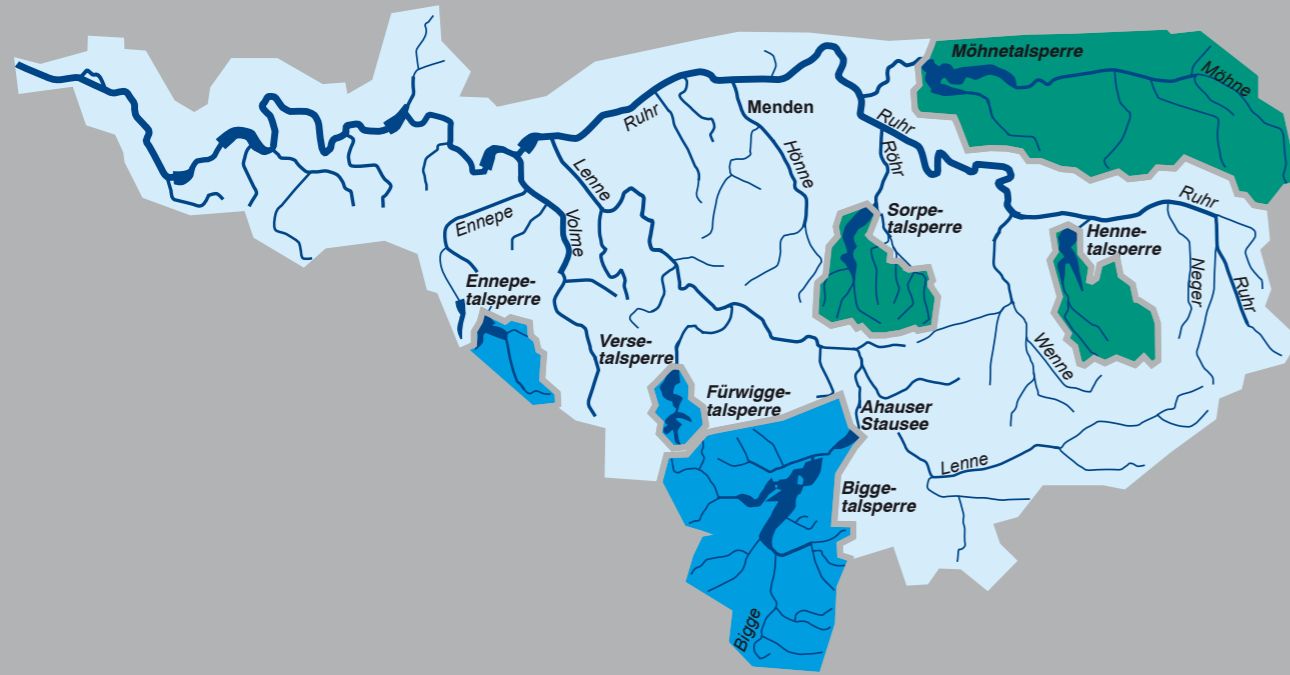 Möhnetalsperre
Möhne
Menden
Ruhr
Ruhr
Röhr
Hönne
Lenne
Ruhr
Sorpe-
talsperre
Ennepe
Volme
Henne-
talsperre
Neger
Ruhr
Ennepe-
talsperre
Verse-
talsperre
Wenne
Fürwigge-
talsperre
Ahauser
Stausee
Lenne
Bigge-
talsperre
Bigge